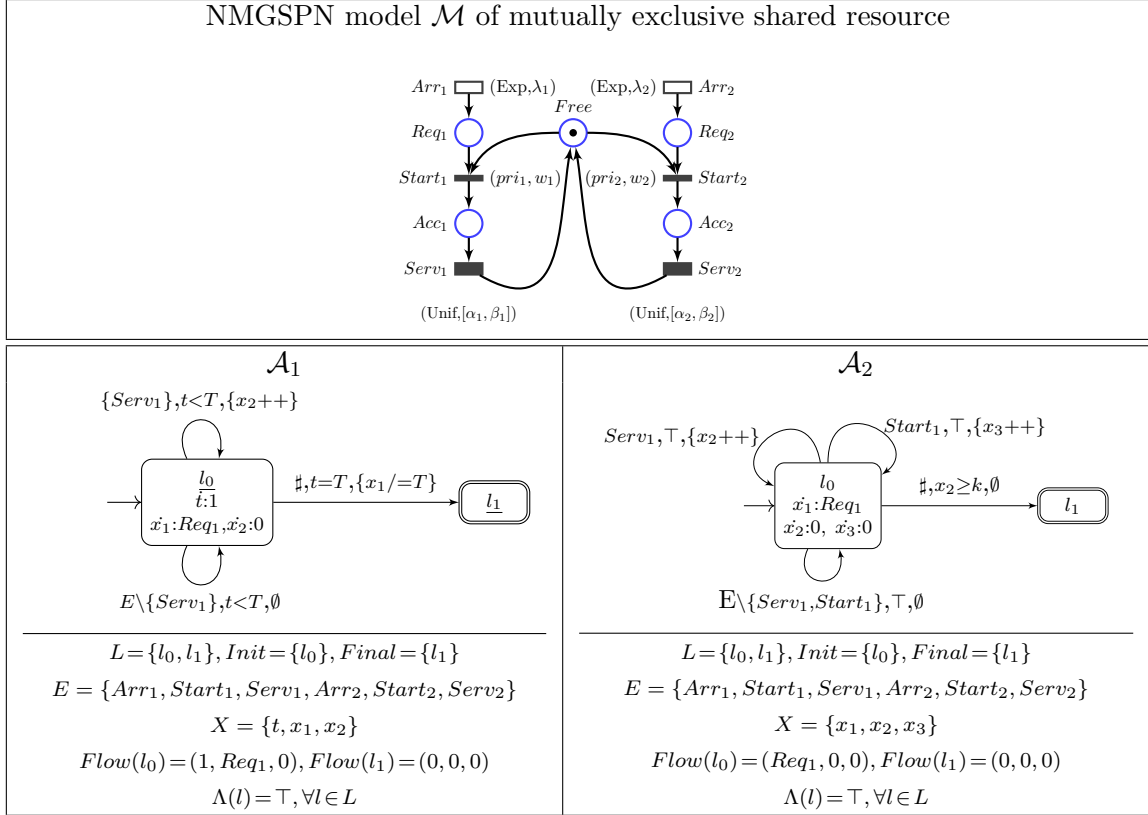 NMGSPN model 𝓜 of mutually exclusive shared resource
Arr₁ (Exp,λ₁) (Exp,λ₂) Arr₂
Free
Req₁ Req₂
Start₁ (pri₁, w₁) (pri₂, w₂) Start₂
Acc₁ Acc₂
Serv₁ Serv₂
(Unif,[α₁, β₁]) (Unif,[α₂, β₂])
𝒜₁
{Serv₁},t<T,{x₂++}
l₀
ṫ:1
ẋ₁:Req₁,ẋ₂:0
♯,t=T,{x₁/=T}
l₁
E\{Serv₁},t<T,∅
L={l₀, l₁}, Init={l₀}, Final={l₁}
E = {Arr₁, Start₁, Serv₁, Arr₂, Start₂, Serv₂}
X = {t, x₁, x₂}
Flow(l₀)=(1, Req₁, 0), Flow(l₁)=(0, 0, 0)
Λ(l)=⊤, ∀l∈L
𝒜₂
Serv₁,⊤,{x₂++}
Start₁,⊤,{x₃++}
l₀
ẋ₁:Req₁
ẋ₂:0, ẋ₃:0
♯,x₂≥k,∅
l₁
E\{Serv₁,Start₁},⊤,∅
L={l₀, l₁}, Init={l₀}, Final={l₁}
E = {Arr₁, Start₁, Serv₁, Arr₂, Start₂, Serv₂}
X = {x₁, x₂, x₃}
Flow(l₀)=(Req₁, 0, 0), Flow(l₁)=(0, 0, 0)
Λ(l)=⊤, ∀l∈L